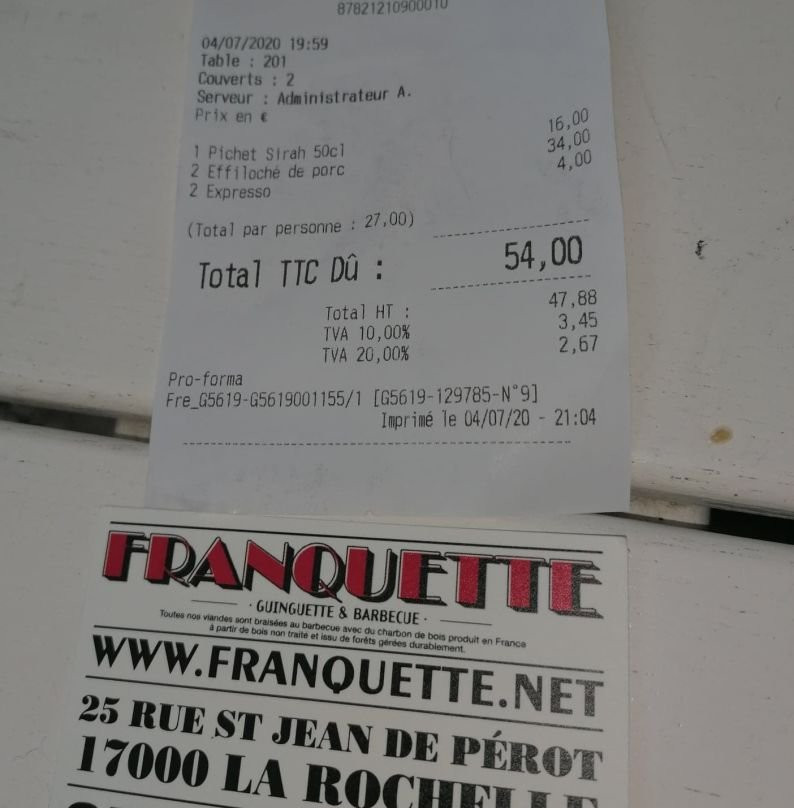 87821210900010
04/07/2020 19:59
Table : 201
Couverts : 2
Serveur : Administrateur A.
Prix en €
1 Pichet Sirah 50cl 16,00
2 Effiloché de porc 34,00
2 Expresso 4,00
(Total par personne : 27,00)
Total TTC Dû : 54,00
Total HT : 47,88
TVA 10,00% 3,45
TVA 20,00% 2,67
Pro-forma
Fre_G5619-G5619001155/1 [G5619-129785-N°9]
Imprimé le 04/07/20 - 21:04
FRANQUETTE
· GUINGUETTE & BARBECUE ·
Toutes nos viandes sont braisées au barbecue avec du charbon de bois produit en France
à partir de bois non traité et issu de forêts gérées durablement.
WWW.FRANQUETTE.NET
25 RUE ST JEAN DE PÉROT
17000 LA ROCHELLE